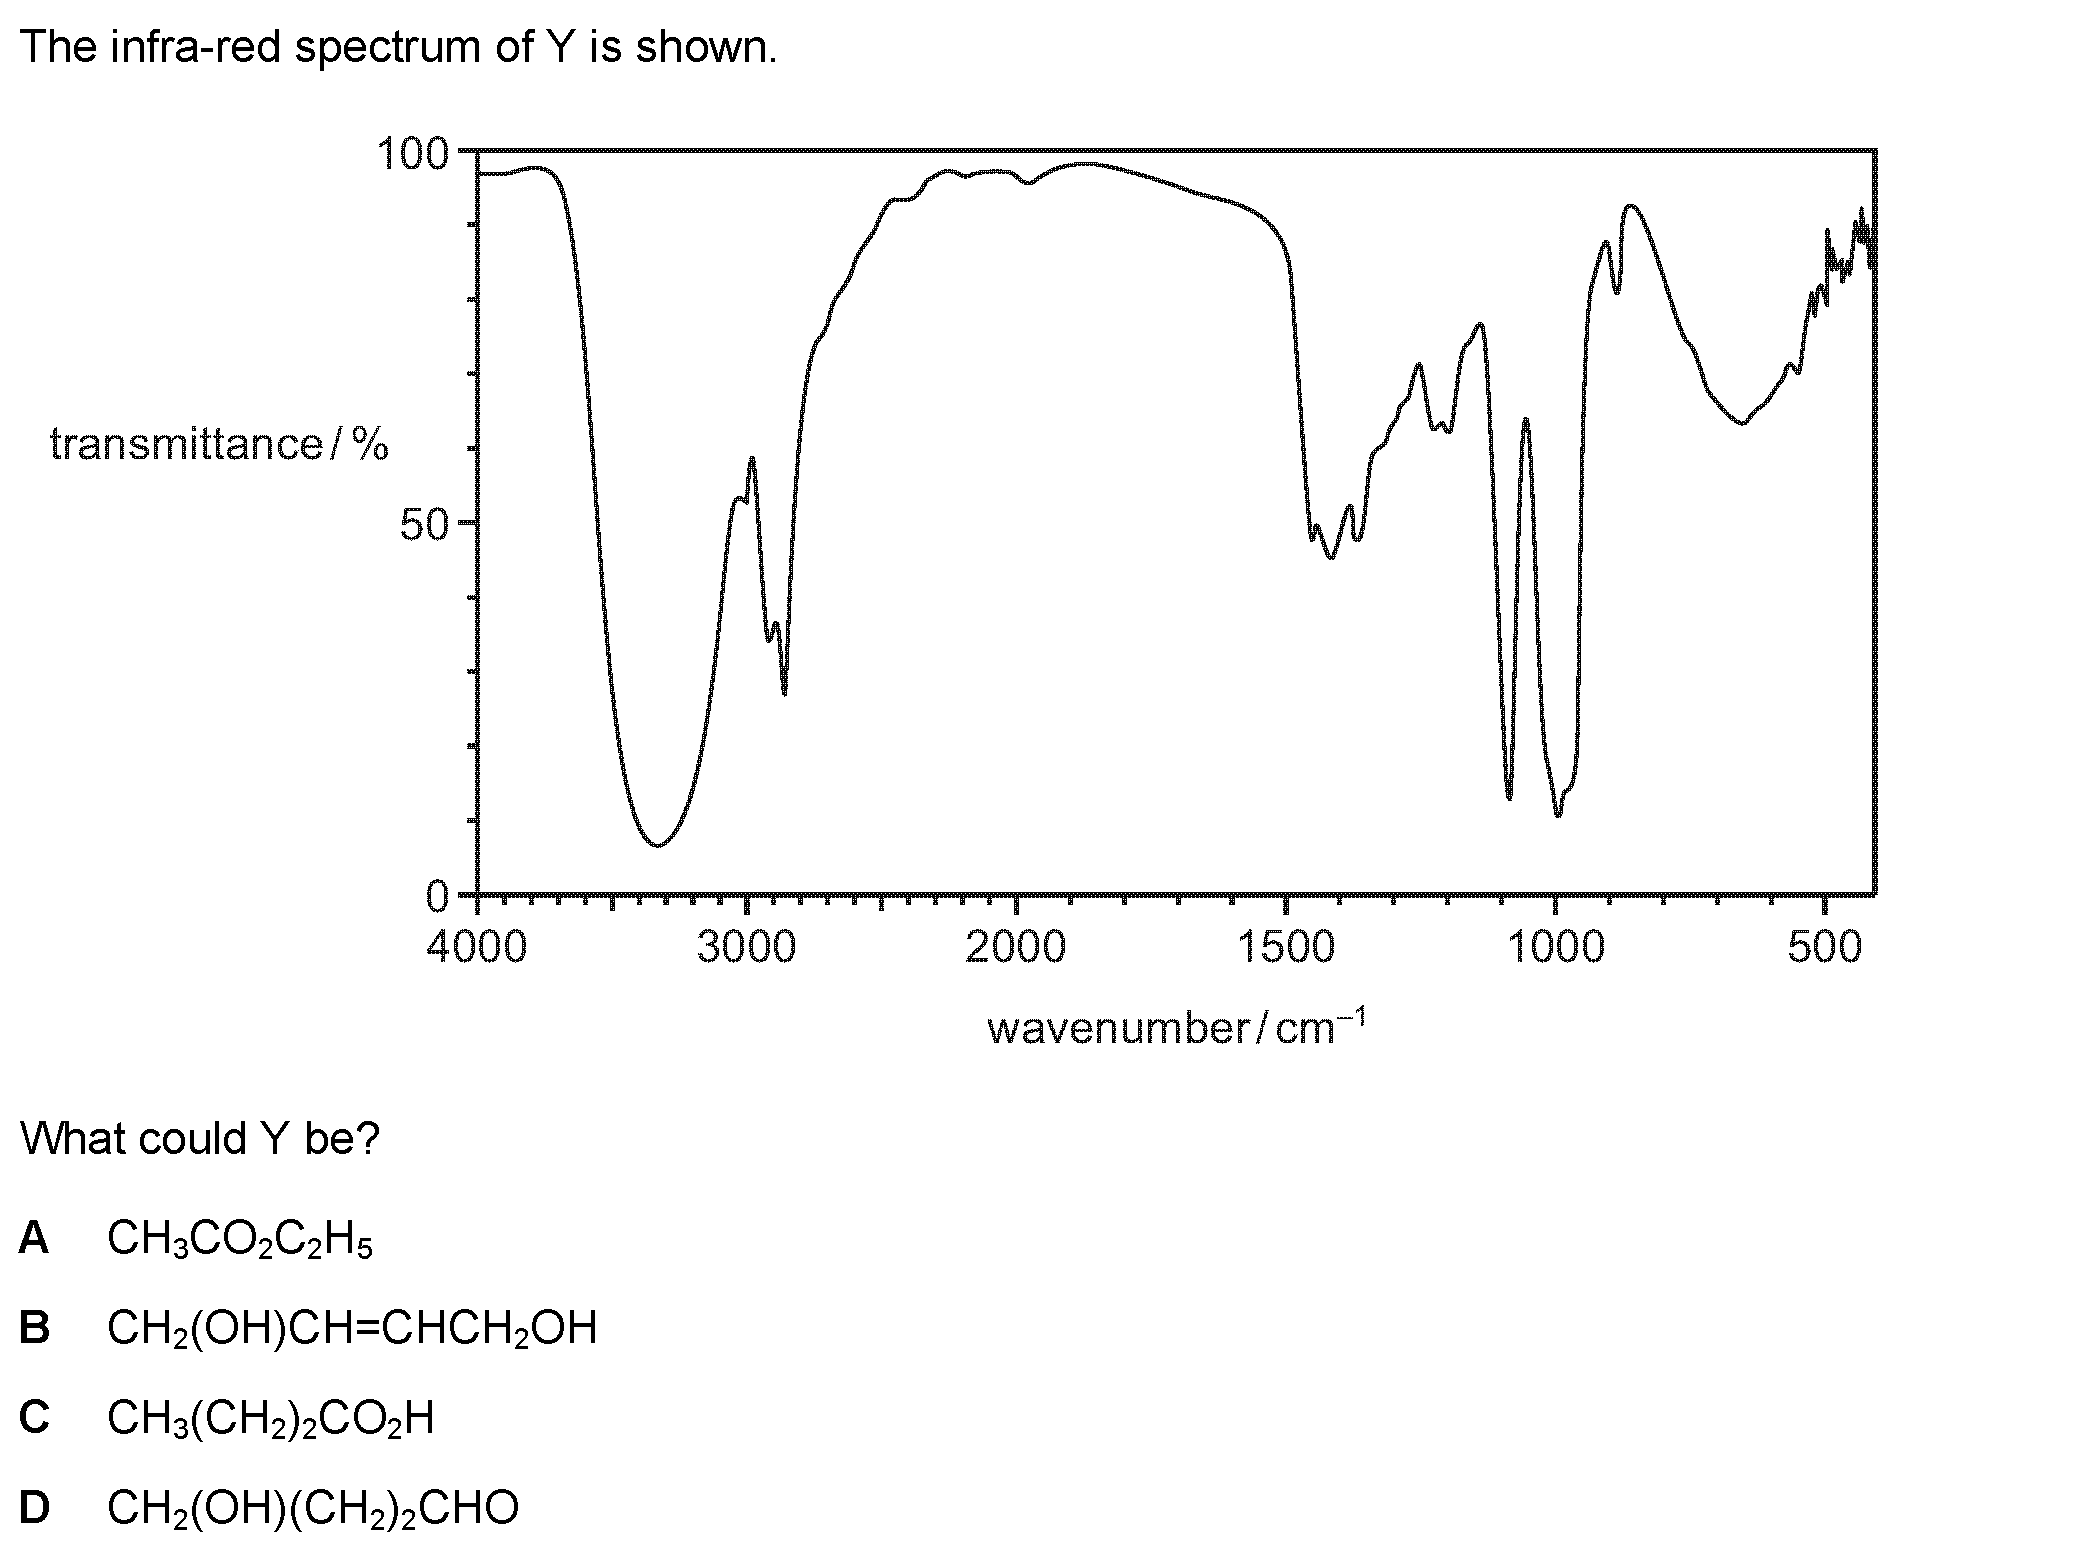 The infra-red spectrum of Y is shown.
100
transmittance / %
50
0
4000 3000 2000 1500 1000 500
wavenumber / cm⁻¹
What could Y be?
A CH₃CO₂C₂H₅
B CH₂(OH)CH=CHCH₂OH
C CH₃(CH₂)₂CO₂H
D CH₂(OH)(CH₂)₂CHO